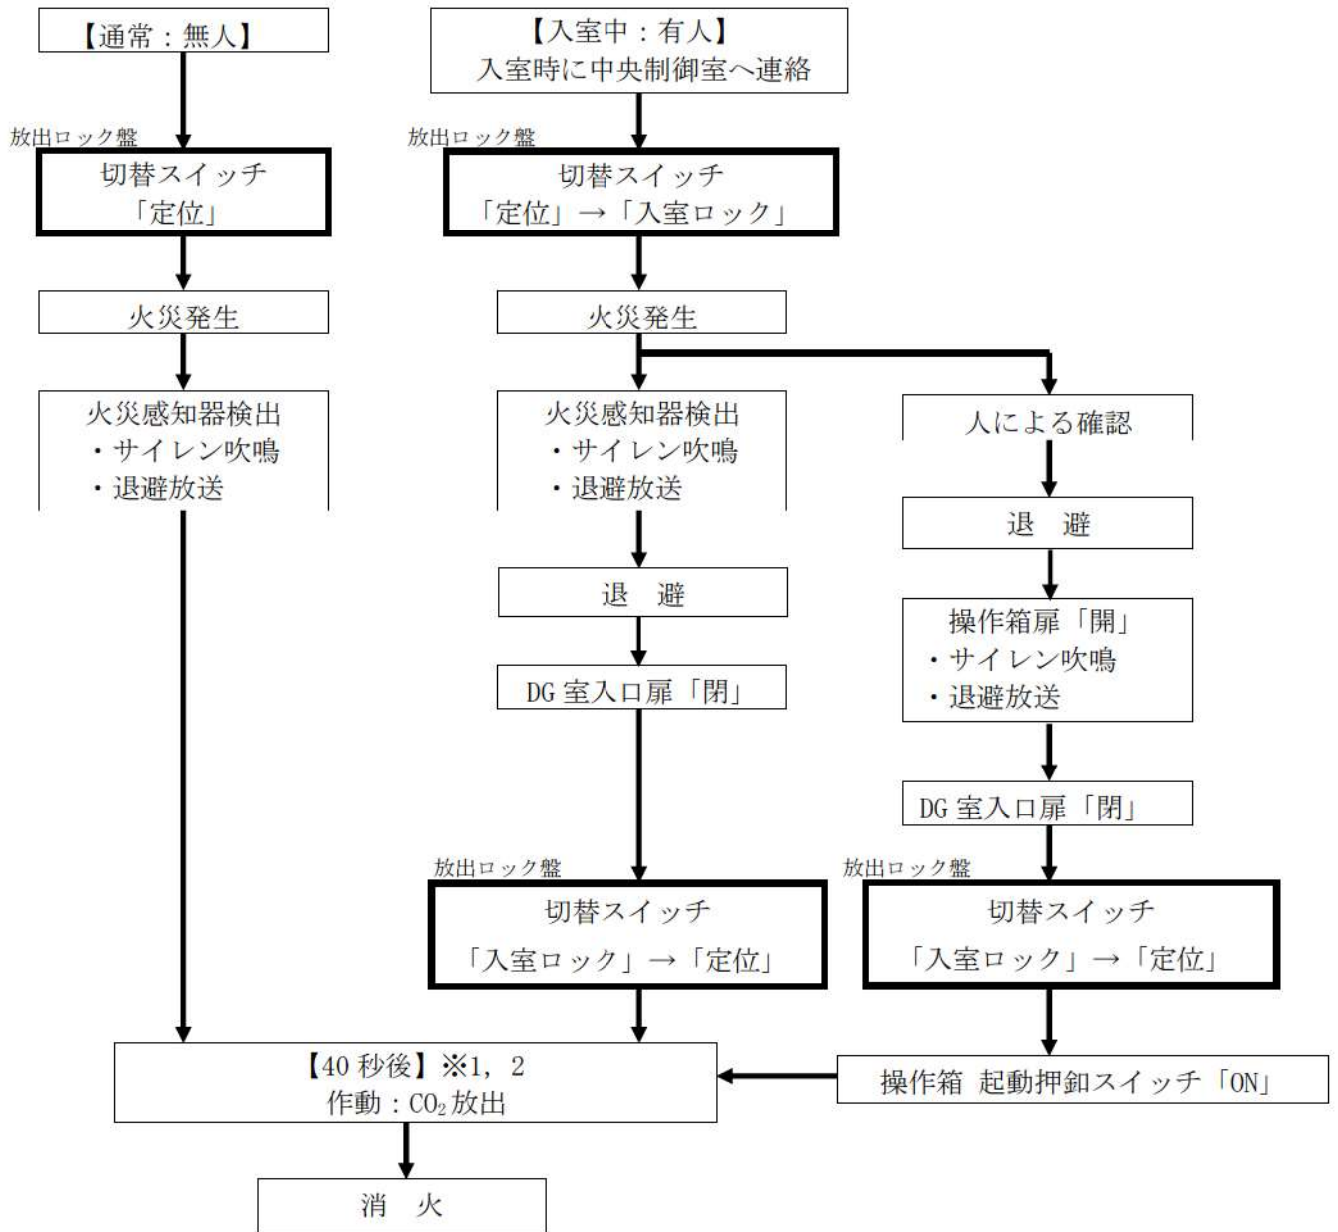 【通常：無人】
放出ロック盤
切替スイッチ
「定位」
火災発生
火災感知器検出
・サイレン吹鳴
・退避放送
【入室中：有人】
入室時に中央制御室へ連絡
放出ロック盤
切替スイッチ
「定位」→「入室ロック」
火災発生
火災感知器検出
・サイレン吹鳴
・退避放送
退　避
DG 室入口扉「閉」
放出ロック盤
切替スイッチ
「入室ロック」→「定位」
人による確認
退　避
操作箱扉「開」
・サイレン吹鳴
・退避放送
DG 室入口扉「閉」
放出ロック盤
切替スイッチ
「入室ロック」→「定位」
操作箱 起動押釦スイッチ「ON」
【40 秒後】※1, 2
作動：CO₂放出
消　火